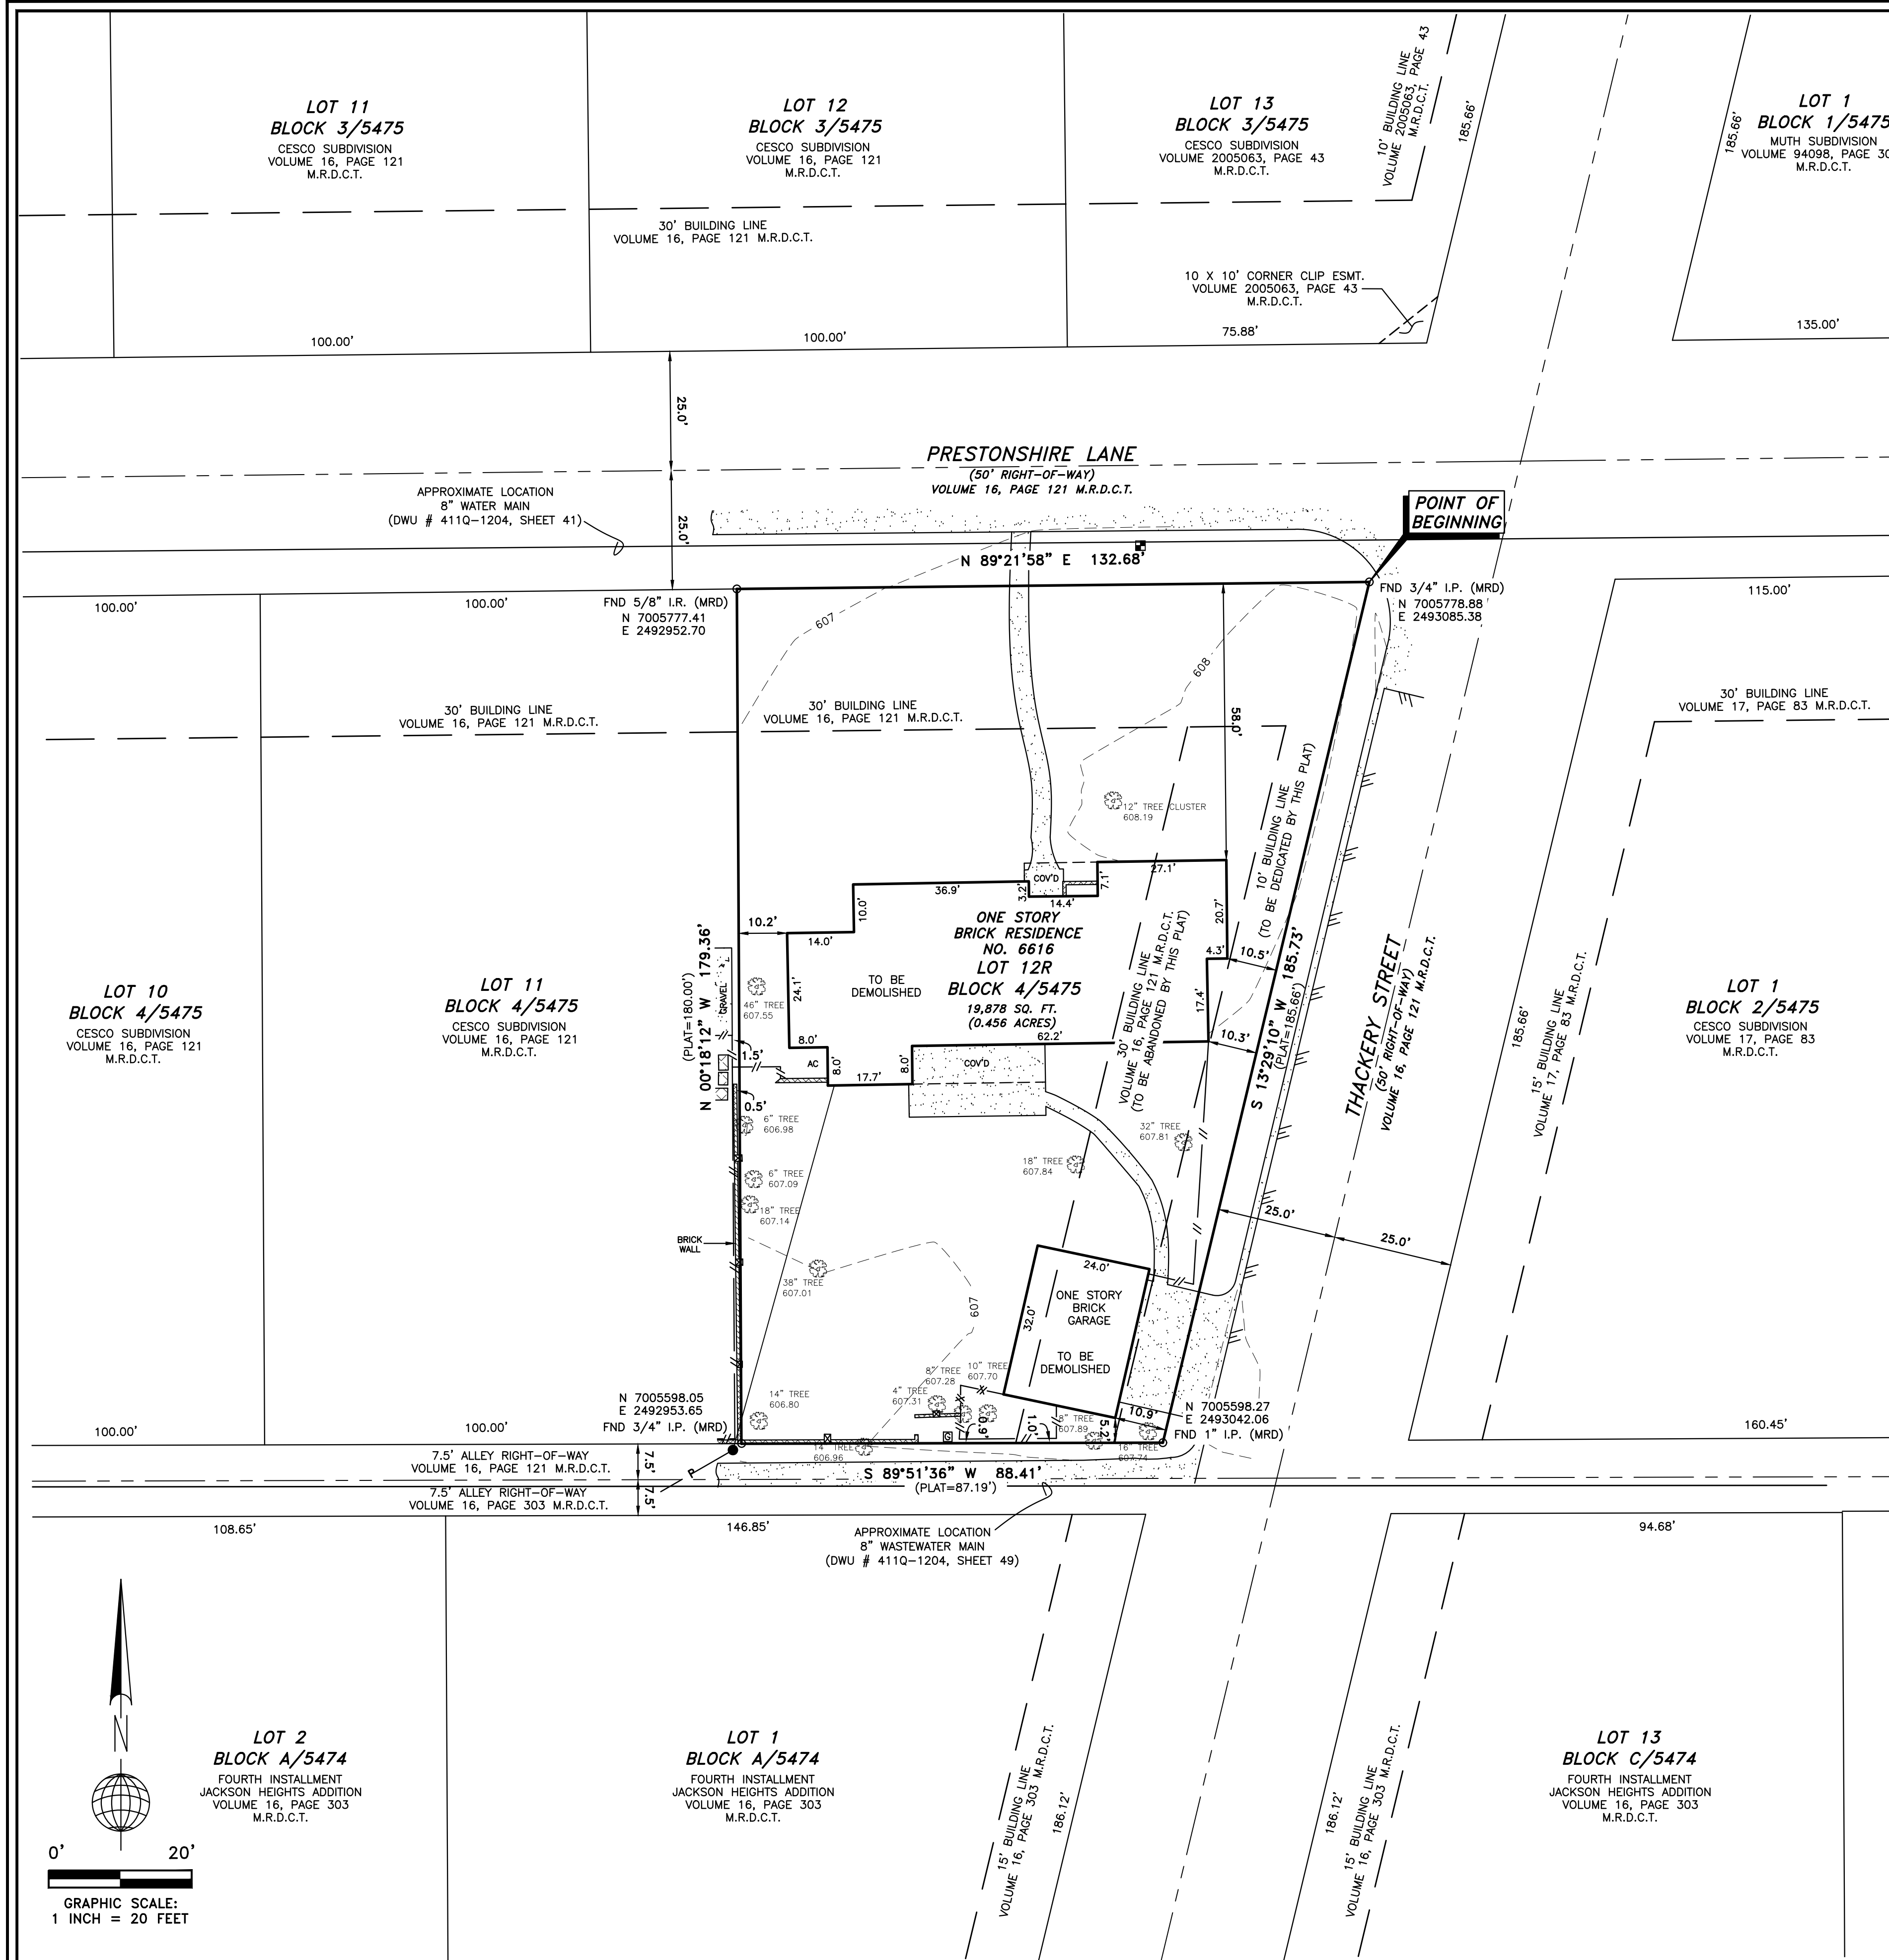 LOT 11
BLOCK 3/5475
CESCO SUBDIVISION
VOLUME 16, PAGE 121
M.R.D.C.T.
LOT 12
BLOCK 3/5475
CESCO SUBDIVISION
VOLUME 16, PAGE 121
M.R.D.C.T.
LOT 13
BLOCK 3/5475
CESCO SUBDIVISION
VOLUME 2005063, PAGE 43
M.R.D.C.T.
10' BUILDING LINE
VOLUME 2005063, PAGE 43
M.R.D.C.T.
185.66'
185.66'
LOT 1
BLOCK 1/5475
MUTH SUBDIVISION
VOLUME 94098, PAGE 30
M.R.D.C.T.
30' BUILDING LINE
VOLUME 16, PAGE 121 M.R.D.C.T.
10 X 10' CORNER CLIP ESMT.
VOLUME 2005063, PAGE 43
M.R.D.C.T.
100.00'
100.00'
75.88'
135.00'
25.0'
PRESTONSHIRE LANE
(50' RIGHT-OF-WAY)
VOLUME 16, PAGE 121 M.R.D.C.T.
APPROXIMATE LOCATION
8" WATER MAIN
(DWU # 411Q-1204, SHEET 41)
25.0'
POINT OF
BEGINNING
N 89°21'58" E 132.68'
100.00'
100.00'
FND 5/8" I.R. (MRD)
N 7005777.41
E 2492952.70
FND 3/4" I.P. (MRD)
N 7005778.88
E 2493085.38
115.00'
607
608
30' BUILDING LINE
VOLUME 16, PAGE 121 M.R.D.C.T.
30' BUILDING LINE
VOLUME 16, PAGE 121 M.R.D.C.T.
58.0'
30' BUILDING LINE
VOLUME 17, PAGE 83 M.R.D.C.T.
10' BUILDING LINE
(TO BE DEDICATED BY THIS PLAT)
12" TREE CLUSTER
608.19
27.1'
COV'D
36.9'
3.2'
7.1'
14.4'
10.0'
20.7'
10.2'
14.0'
4.3'
10.5'
ONE STORY
BRICK RESIDENCE
NO. 6616
LOT 12R
BLOCK 4/5475
19,878 SQ. FT.
(0.456 ACRES)
TO BE
DEMOLISHED
24.1'
17.4'
62.2'
10.3'
30' BUILDING LINE
VOLUME 16, PAGE 121 M.R.D.C.T.
(TO BE ABANDONED BY THIS PLAT)
S 13°29'10" W 185.73'
(PLAT=185.66')
THACKERY STREET
(50' RIGHT-OF-WAY)
VOLUME 16, PAGE 121 M.R.D.C.T.
N 00°18'12" W 179.36'
(PLAT=180.00')
GRAVEL
46" TREE
607.55
LOT 10
BLOCK 4/5475
CESCO SUBDIVISION
VOLUME 16, PAGE 121
M.R.D.C.T.
LOT 11
BLOCK 4/5475
CESCO SUBDIVISION
VOLUME 16, PAGE 121
M.R.D.C.T.
185.66'
15' BUILDING LINE
VOLUME 17, PAGE 83 M.R.D.C.T.
LOT 1
BLOCK 2/5475
CESCO SUBDIVISION
VOLUME 17, PAGE 83
M.R.D.C.T.
8.0'
1.5'
AC
8.0'
17.7'
8.0'
COV'D
0.5'
6" TREE
606.98
6" TREE
607.09
18" TREE
607.14
BRICK
WALL
38" TREE
607.01
18" TREE
607.84
32" TREE
607.81
25.0'
25.0'
607
24.0'
32.0'
ONE STORY
BRICK
GARAGE
TO BE
DEMOLISHED
N 7005598.05
E 2492953.65
FND 3/4" I.P. (MRD)
14" TREE
606.80
4" TREE
607.31
8" TREE
607.28
10" TREE
607.70
0.9'
1.0'
8" TREE
607.89
5.2'
10.9'
N 7005598.27
E 2493042.06
FND 1" I.P. (MRD)
16" TREE
607.74
14" TREE
606.96
G
100.00'
100.00'
160.45'
7.5' ALLEY RIGHT-OF-WAY
VOLUME 16, PAGE 121 M.R.D.C.T.
7.5'
P
7.5' ALLEY RIGHT-OF-WAY
VOLUME 16, PAGE 303 M.R.D.C.T.
7.5'
S 89°51'36" W 88.41'
(PLAT=87.19')
108.65'
146.85'
94.68'
APPROXIMATE LOCATION
8" WASTEWATER MAIN
(DWU # 411Q-1204, SHEET 49)
N
LOT 2
BLOCK A/5474
FOURTH INSTALLMENT
JACKSON HEIGHTS ADDITION
VOLUME 16, PAGE 303
M.R.D.C.T.
LOT 1
BLOCK A/5474
FOURTH INSTALLMENT
JACKSON HEIGHTS ADDITION
VOLUME 16, PAGE 303
M.R.D.C.T.
15' BUILDING LINE
VOLUME 16, PAGE 303 M.R.D.C.T.
186.12'
186.12'
15' BUILDING LINE
VOLUME 16, PAGE 303 M.R.D.C.T.
LOT 13
BLOCK C/5474
FOURTH INSTALLMENT
JACKSON HEIGHTS ADDITION
VOLUME 16, PAGE 303
M.R.D.C.T.
0' 20'
GRAPHIC SCALE:
1 INCH = 20 FEET